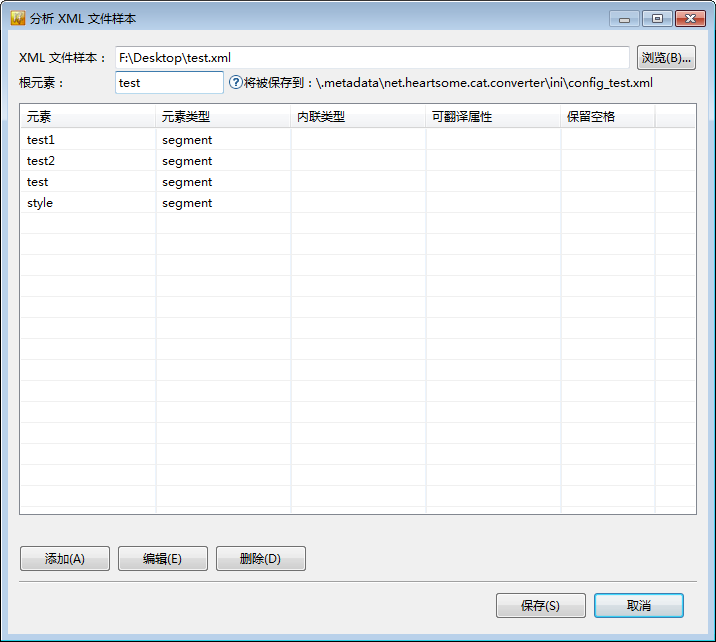 分析 XML 文件样本
XML 文件样本： F:\Desktop\test.xml 浏览(B)...
根元素： test 将被保存到：\.metadata\net.heartsome.cat.converter\ini\config_test.xml
元素 元素类型 内联类型 可翻译属性 保留空格
test1 segment
test2 segment
test segment
style segment
添加(A) 编辑(E) 删除(D)
保存(S) 取消